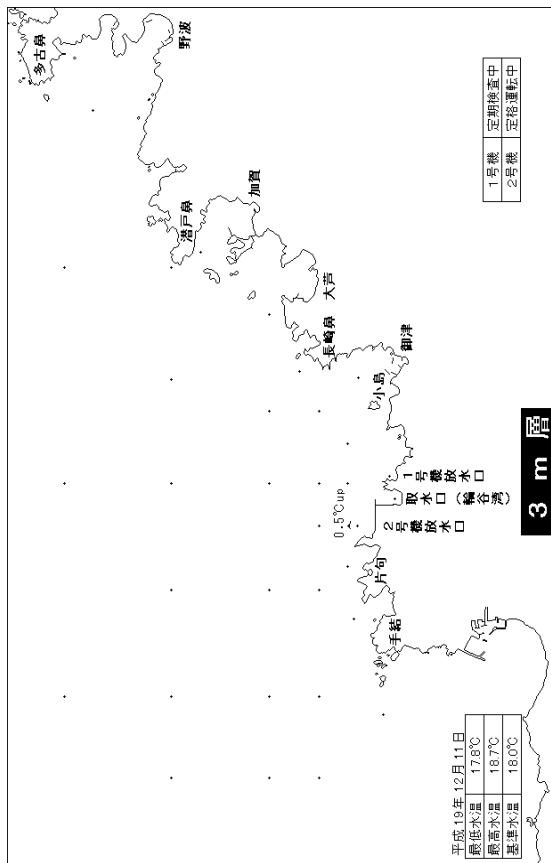 平成19年12月11日
最低水温 17.8℃
最高水温 18.7℃
基準水温 18.0℃
手結
片句
0.5℃up
2号機放水口
取水口(輪谷湾)
1号機放水口
小島
御津
長崎鼻
大芦
加賀
潜戸鼻
野波
多古鼻
1号機 定期検査中
2号機 定格運転中
3m層